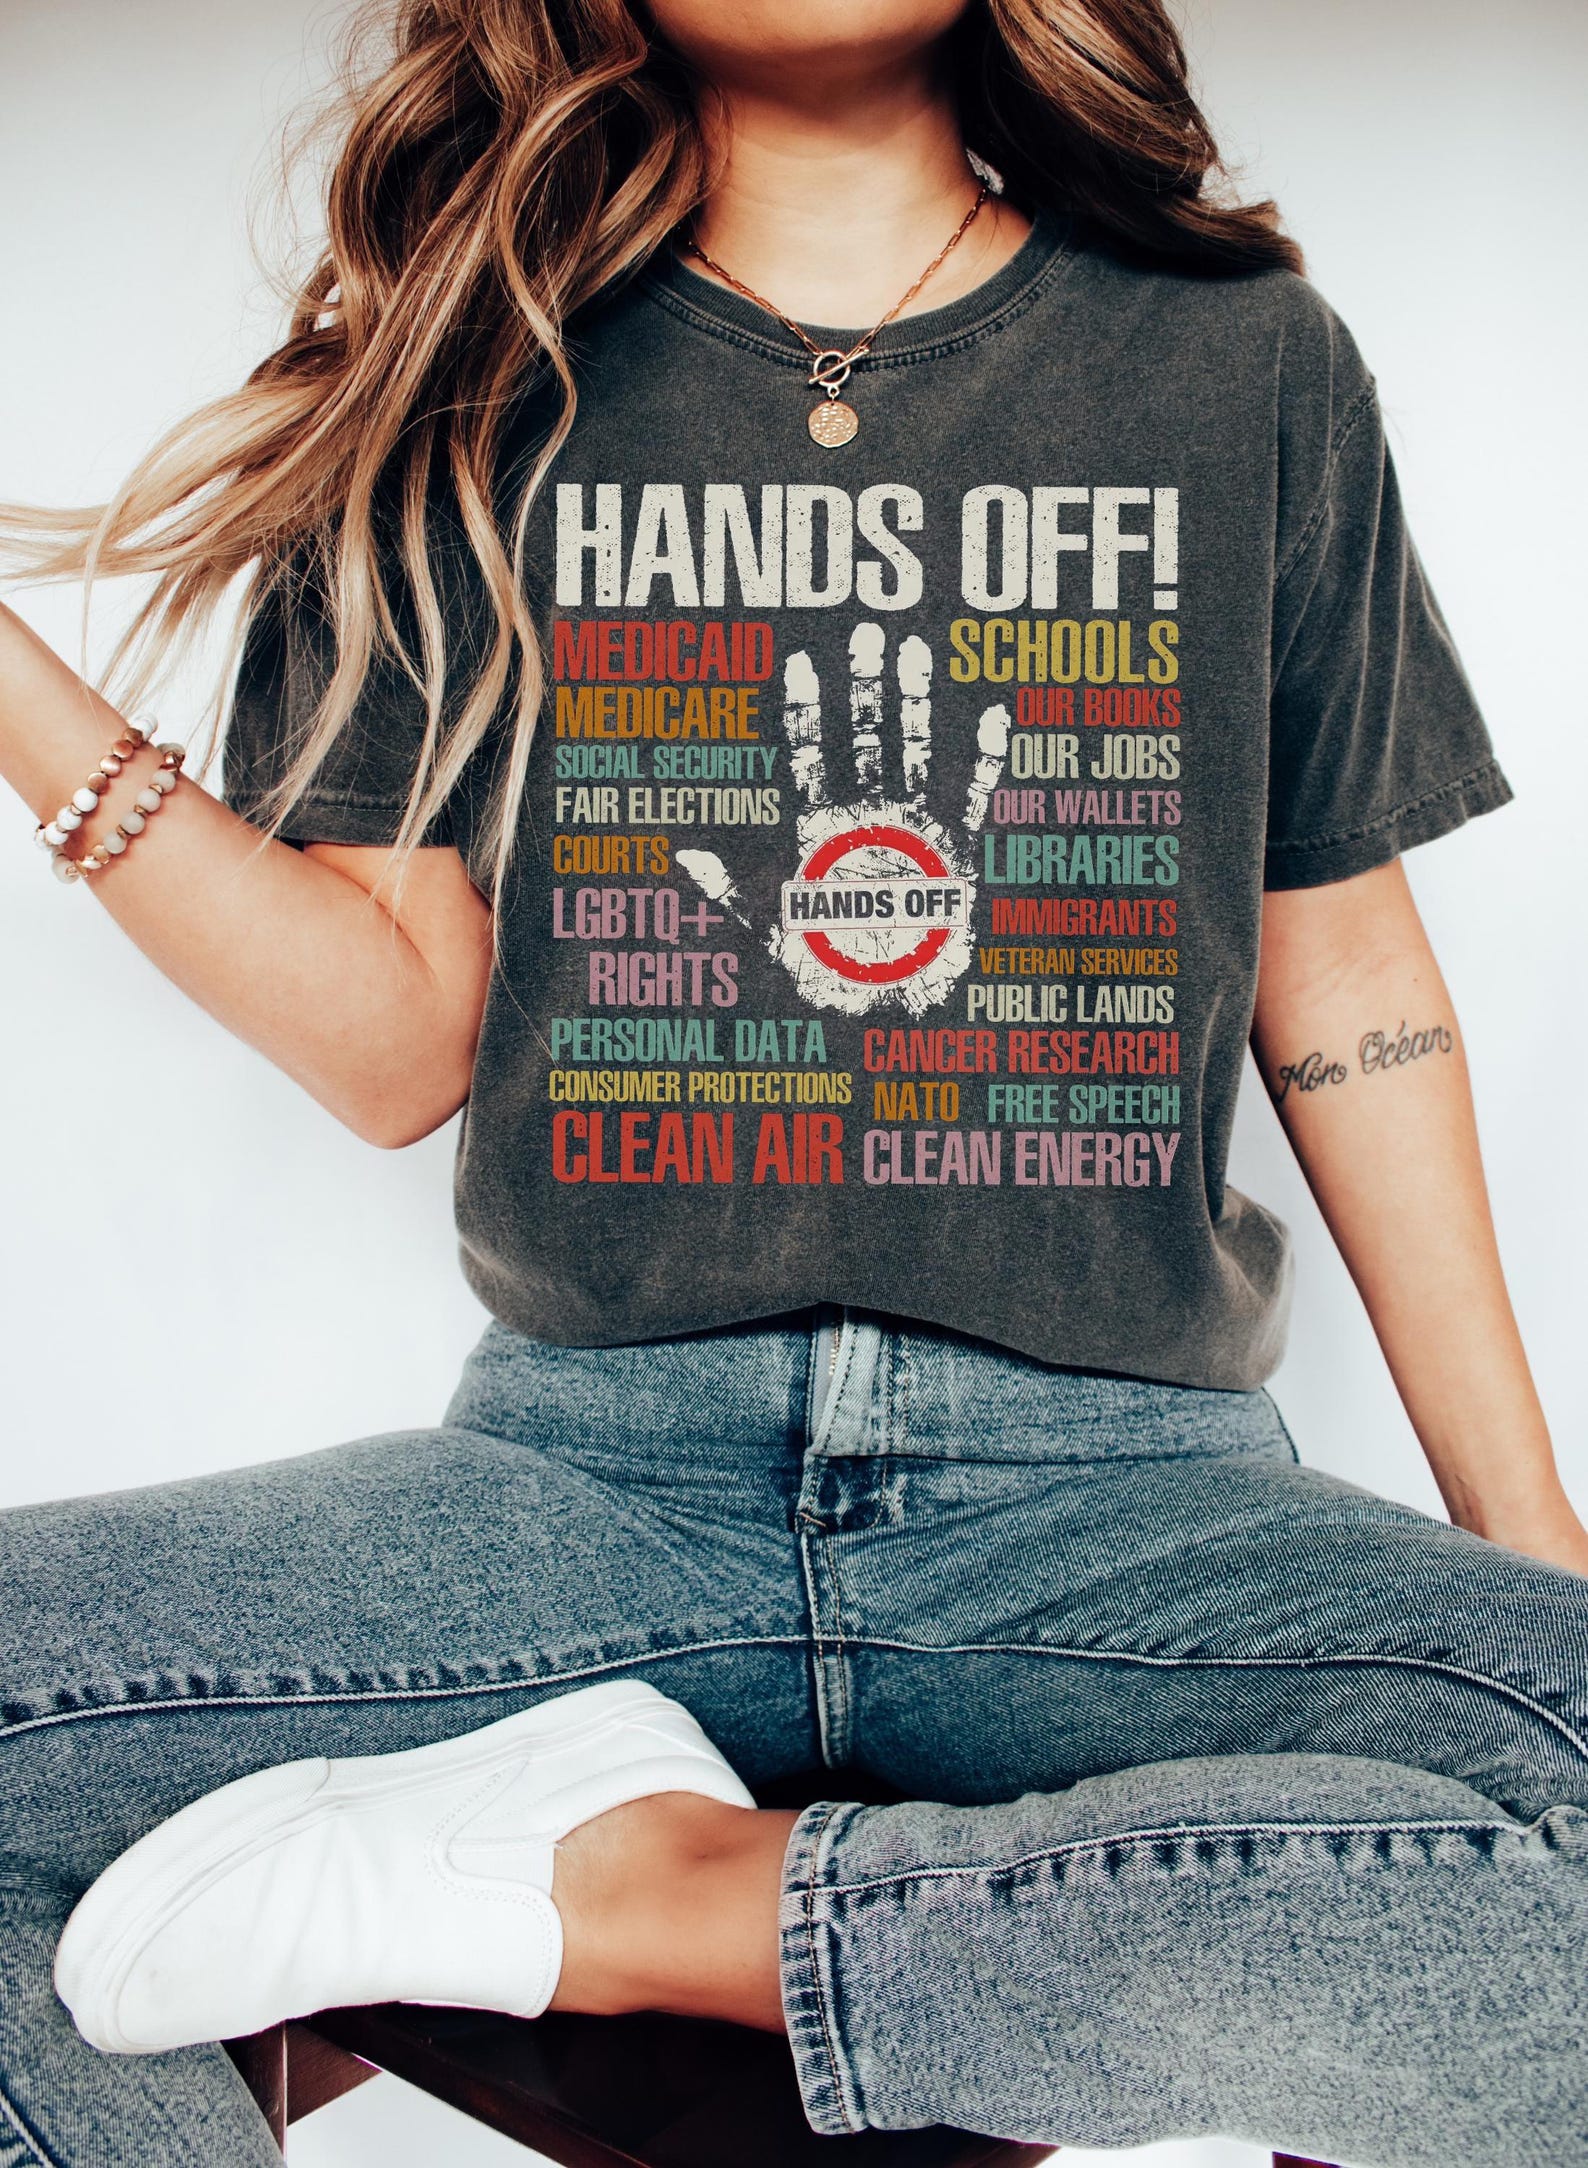 HANDS OFF!
MEDICAID
MEDICARE
SOCIAL SECURITY
FAIR ELECTIONS
COURTS
LGBTQ+
RIGHTS
PERSONAL DATA
CONSUMER PROTECTIONS
CLEAN AIR
HANDS OFF
SCHOOLS
OUR BOOKS
OUR JOBS
OUR WALLETS
LIBRARIES
IMMIGRANTS
VETERAN SERVICES
PUBLIC LANDS
CANCER RESEARCH
NATO FREE SPEECH
CLEAN ENERGY
Mon Océan